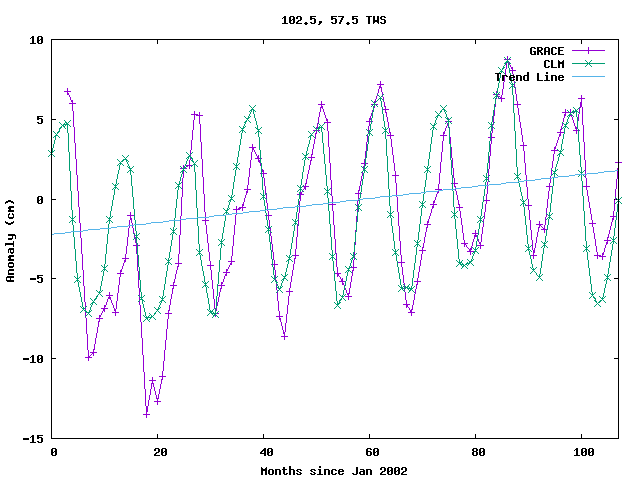 102.5, 57.5 TWS
GRACE
CLM
Trend Line
10
5
0
-5
-10
-15
Anomaly (cm)
0 20 40 60 80 100
Months since Jan 2002